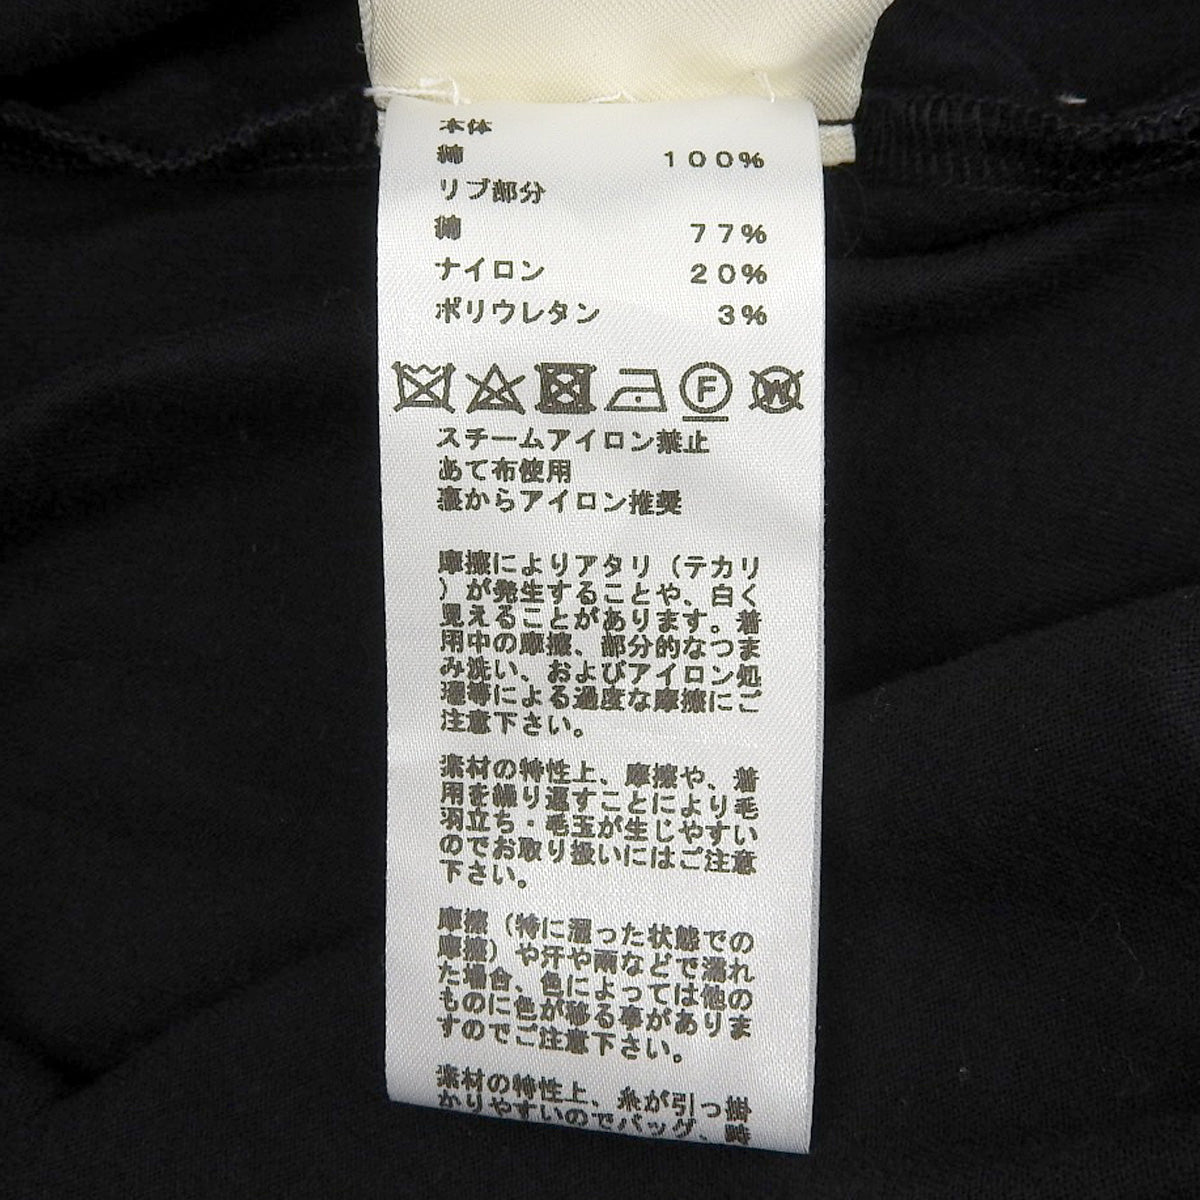 本体
綿 100%
リブ部分
綿 77%
ナイロン 20%
ポリウレタン 3%
F W
スチームアイロン禁止
あて布使用
裏からアイロン推奨
摩擦によりアタリ（テカリ
）が発生することや、白く
見えることがあります。着
用中の摩擦、部分的なつま
み洗い、およびアイロン処
理等による過度な摩擦にご
注意下さい。
素材の特性上、摩擦や、着
用を繰り返すことにより毛
羽立ち・毛玉が生じやすい
のでお取り扱いにはご注意
下さい。
摩擦（特に湿った状態での
摩擦）や汗や雨などで濡れ
た場合、色によっては他の
ものに色が移る事がありま
すのでご注意下さい。
素材の特性上、糸が引っ掛
かりやすいのでバッグ、時